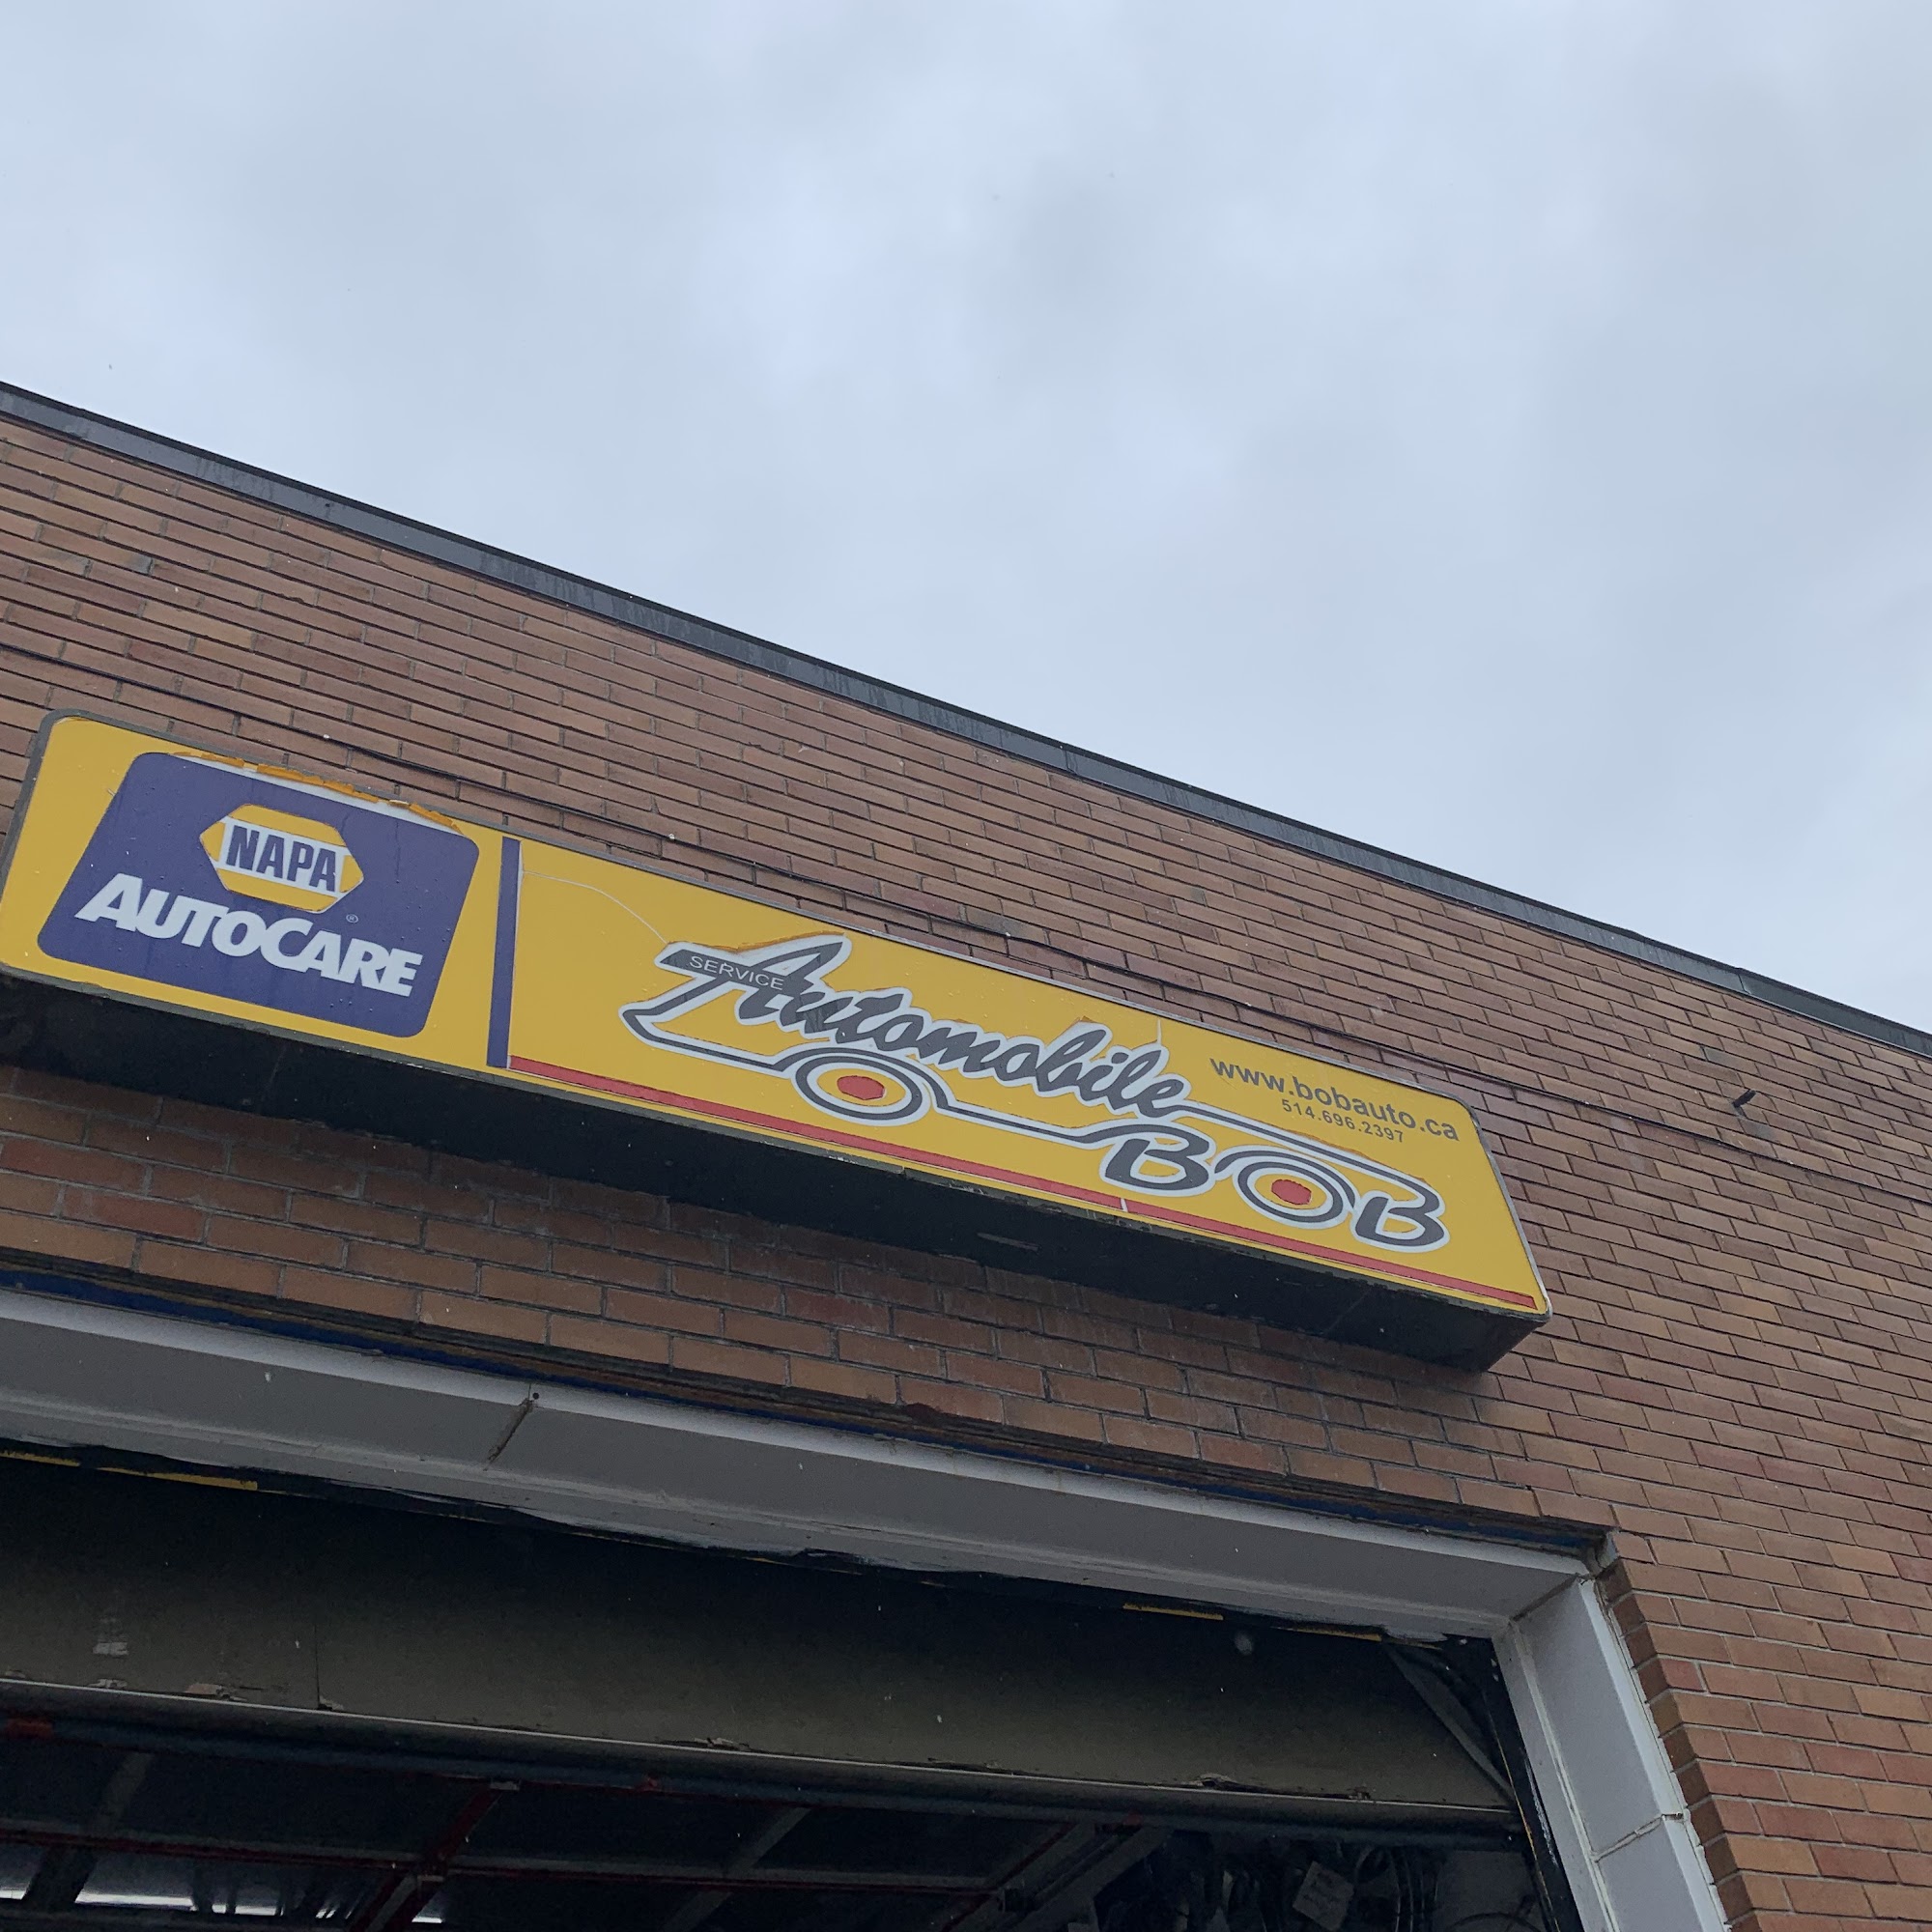 NAPA
AUTOCARE
SERVICE
Automobile
BOB
www.bobauto.ca
514.696.2397